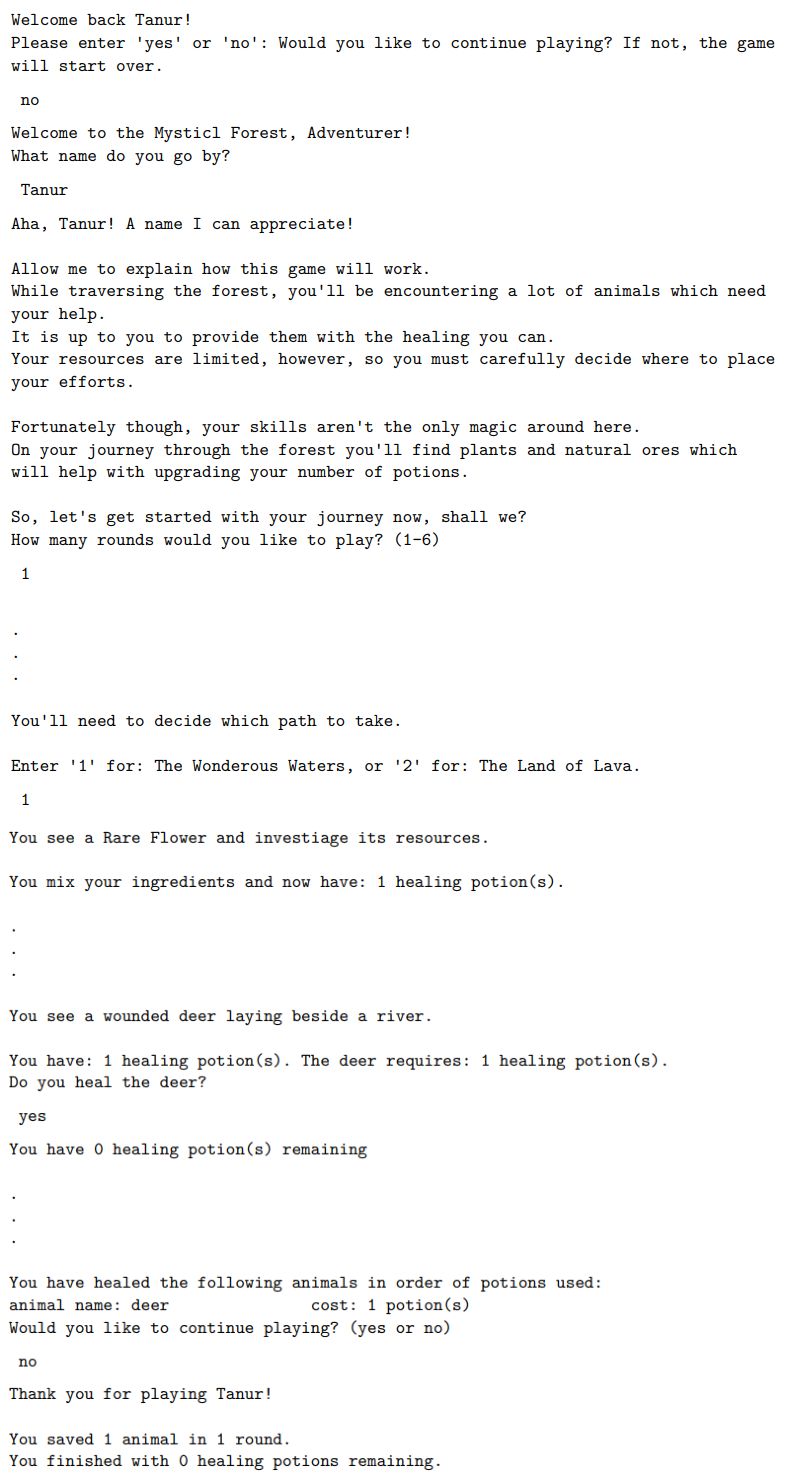 Welcome back Tanur!
Please enter 'yes' or 'no': Would you like to continue playing? If not, the game
will start over.
no
Welcome to the Mysticl Forest, Adventurer!
What name do you go by?
Tanur
Aha, Tanur! A name I can appreciate!
Allow me to explain how this game will work.
While traversing the forest, you'll be encountering a lot of animals which need
your help.
It is up to you to provide them with the healing you can.
Your resources are limited, however, so you must carefully decide where to place
your efforts.
Fortunately though, your skills aren't the only magic around here.
On your journey through the forest you'll find plants and natural ores which
will help with upgrading your number of potions.
So, let's get started with your journey now, shall we?
How many rounds would you like to play? (1-6)
1
.
.
.
You'll need to decide which path to take.
Enter '1' for: The Wonderous Waters, or '2' for: The Land of Lava.
1
You see a Rare Flower and investiage its resources.
You mix your ingredients and now have: 1 healing potion(s).
.
.
.
You see a wounded deer laying beside a river.
You have: 1 healing potion(s). The deer requires: 1 healing potion(s).
Do you heal the deer?
yes
You have 0 healing potion(s) remaining
.
.
.
You have healed the following animals in order of potions used:
animal name: deer cost: 1 potion(s)
Would you like to continue playing? (yes or no)
no
Thank you for playing Tanur!
You saved 1 animal in 1 round.
You finished with 0 healing potions remaining.